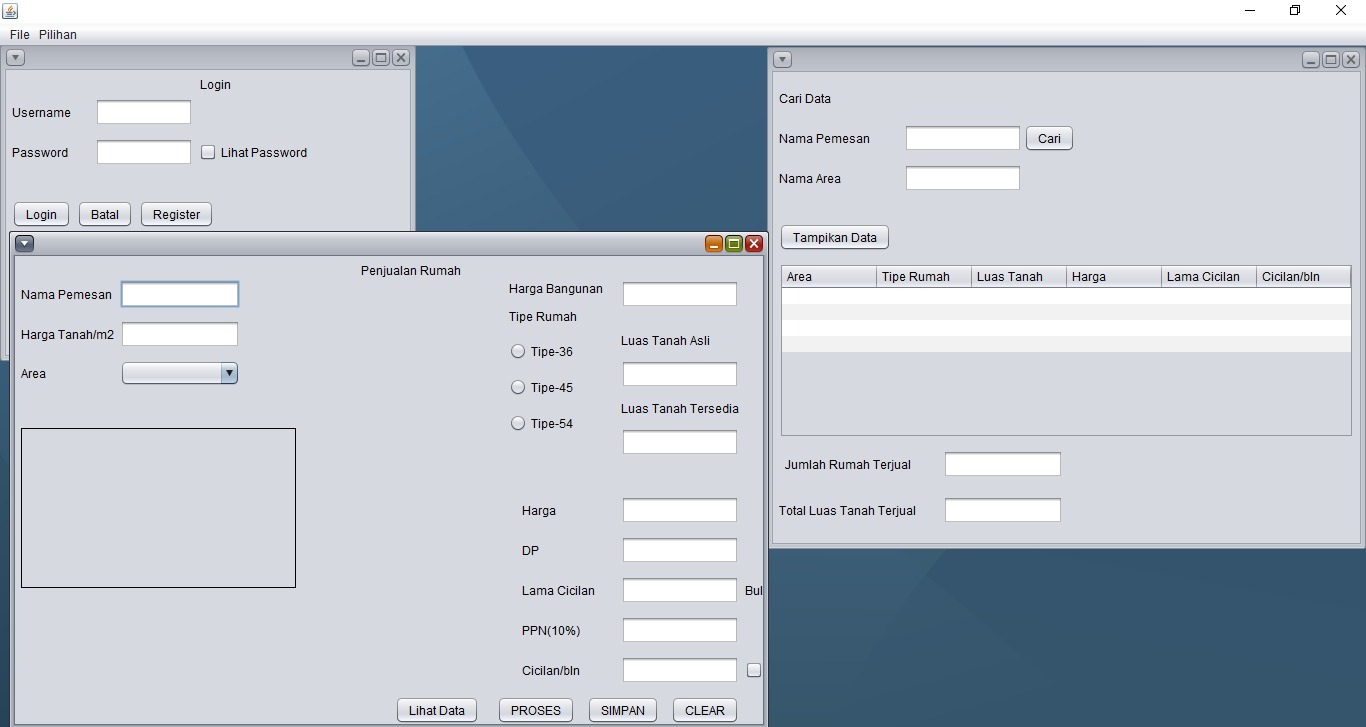 File Pilihan
Login
Username
Password Lihat Password
Login Batal Register
Penjualan Rumah
Nama Pemesan
Harga Tanah/m2
Area
Harga Bangunan
Tipe Rumah
Tipe-36
Tipe-45
Tipe-54
Luas Tanah Asli
Luas Tanah Tersedia
Harga
DP
Lama Cicilan Bul
PPN(10%)
Cicilan/bln
Lihat Data PROSES SIMPAN CLEAR
Cari Data
Nama Pemesan Cari
Nama Area
Tampikan Data
Area Tipe Rumah Luas Tanah Harga Lama Cicilan Cicilan/bln
Jumlah Rumah Terjual
Total Luas Tanah Terjual